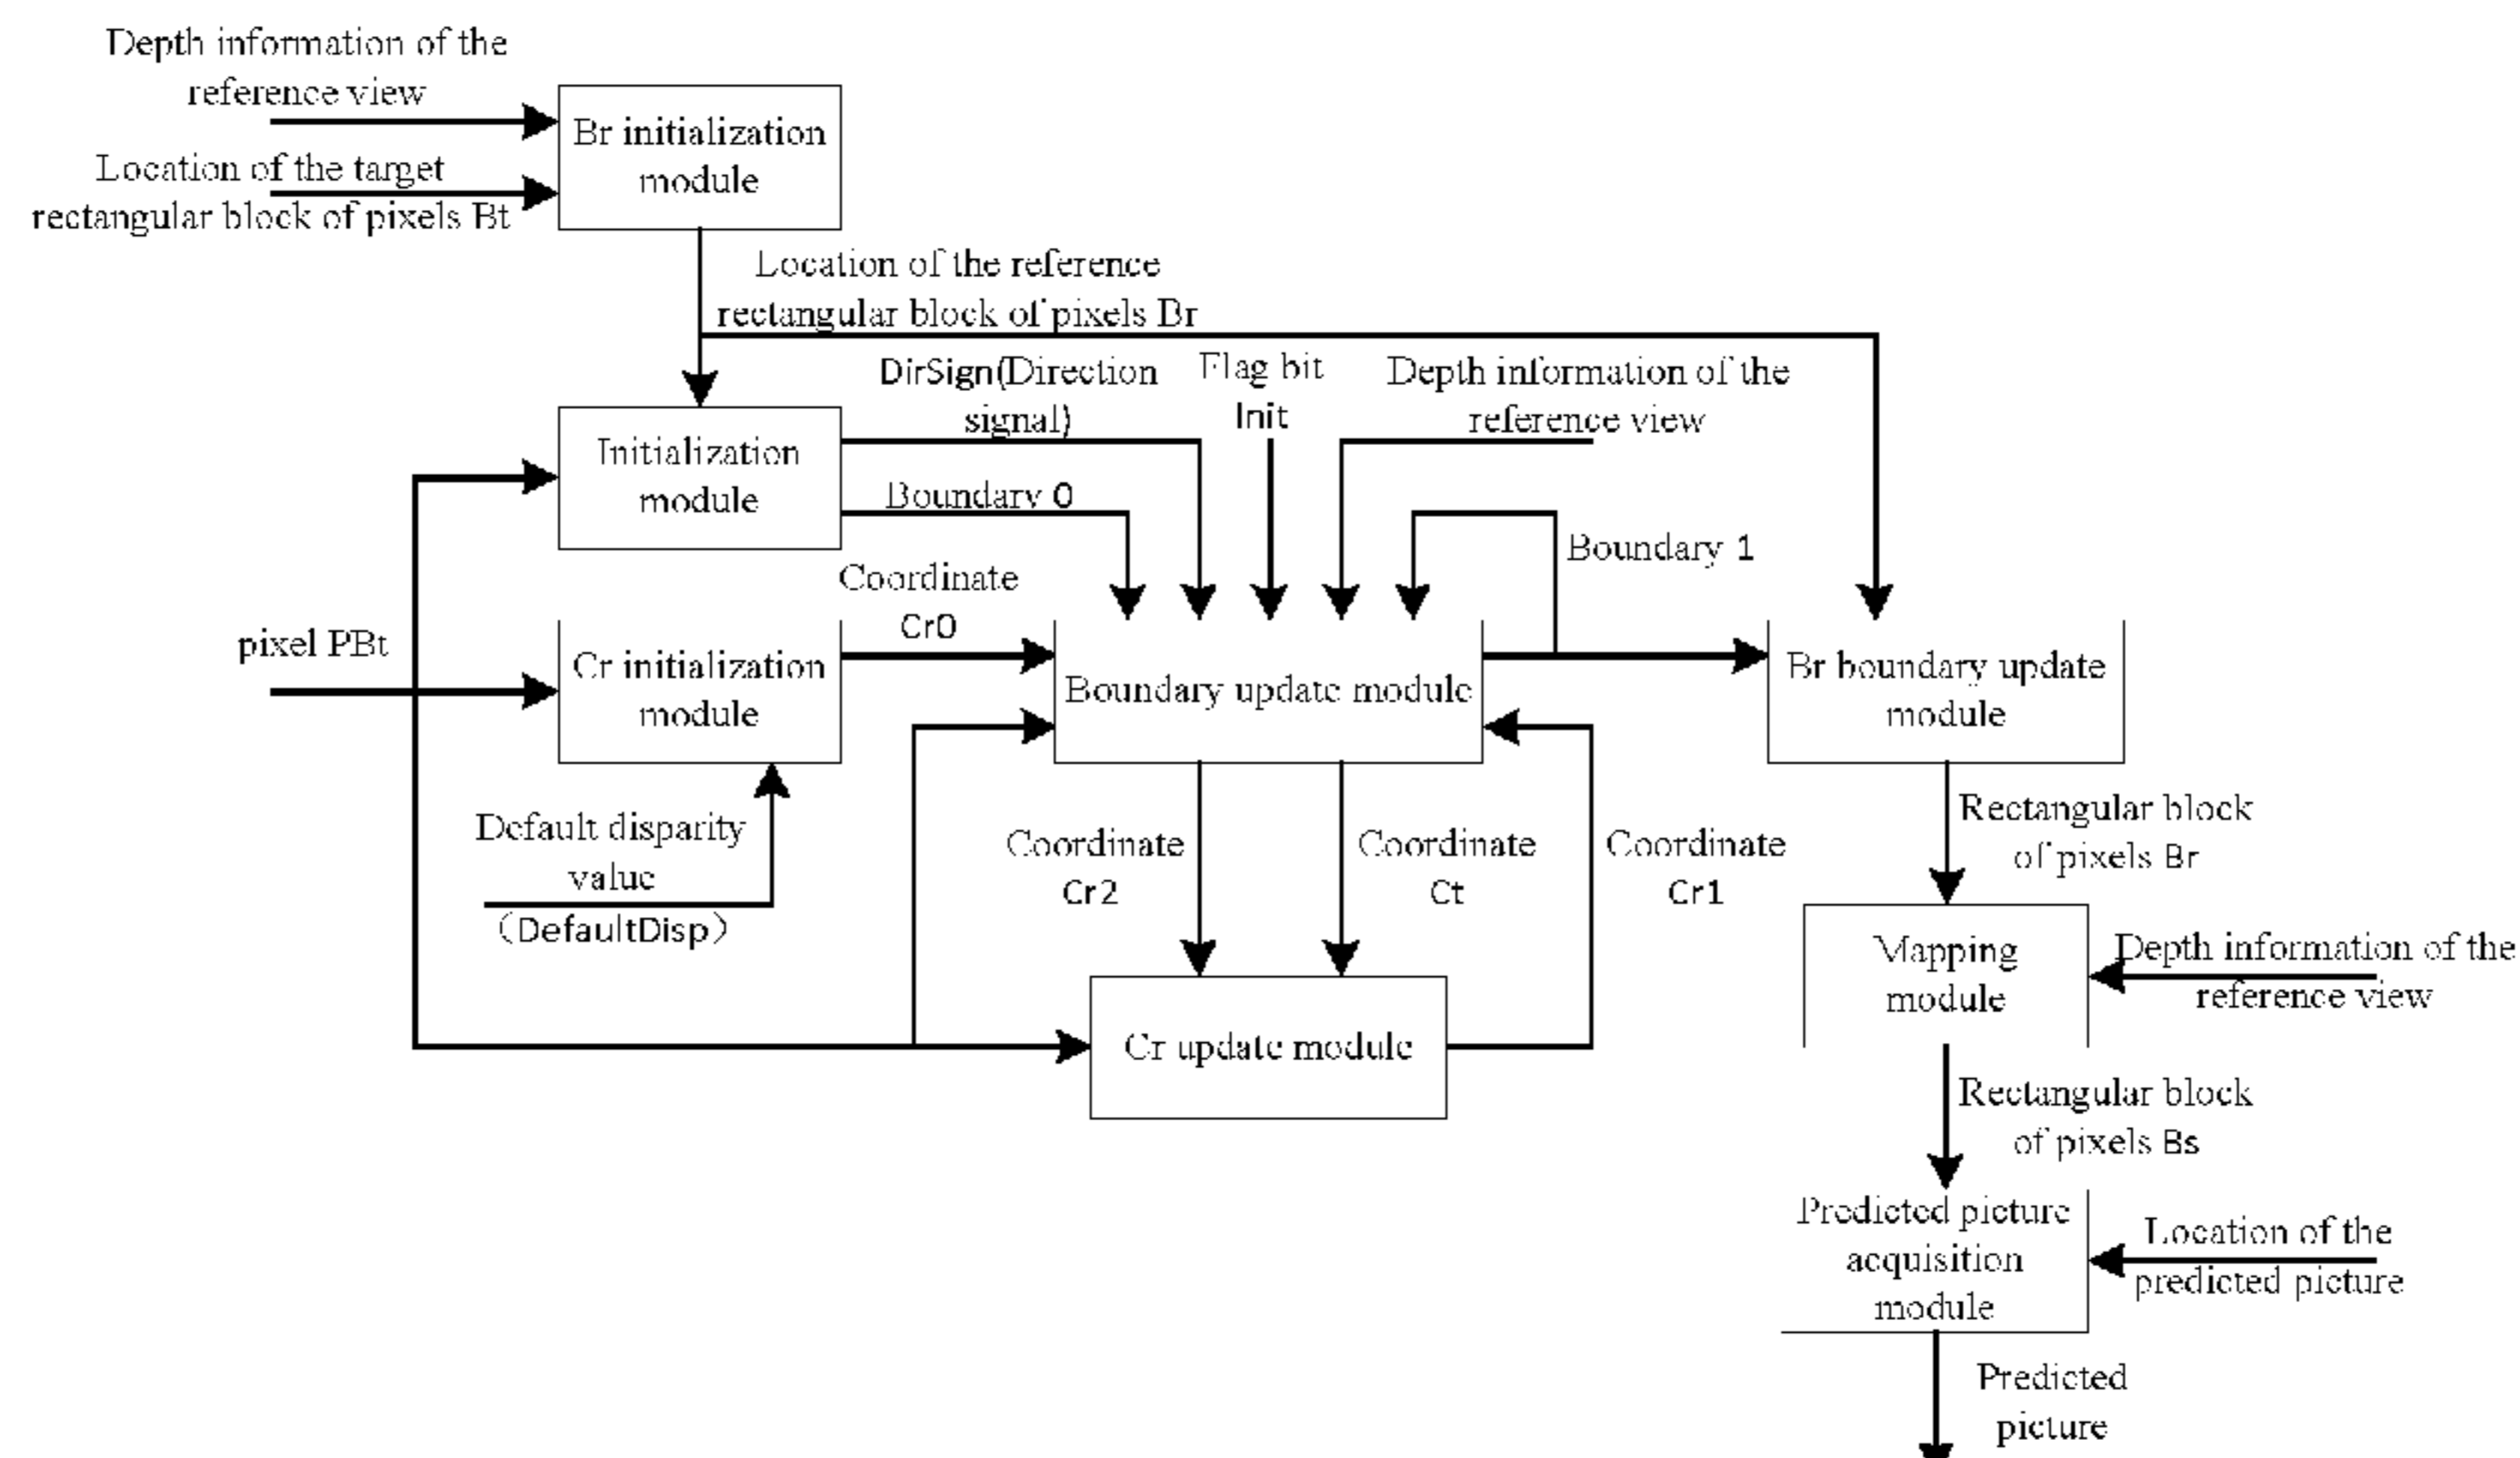 Depth information of the
reference view
Location of the target
rectangular block of pixels Bt
Br initialization
module
Location of the reference
rectangular block of pixels Br
DirSign(Direction
signal)
Flag bit
Init
Depth information of the
reference view
Initialization
module
Boundary 0
Boundary 1
Coordinate
Cr0
pixel PBt
Cr initialization
module
Boundary update module
Br boundary update
module
Default disparity
value
（DefaultDisp）
Coordinate
Cr2
Coordinate
Ct
Coordinate
Cr1
Rectangular block
of pixels Br
Mapping
module
Depth information of the
reference view
Cr update module
Rectangular block
of pixels Bs
Predicted picture
acquisition
module
Location of the
predicted picture
Predicted
picture